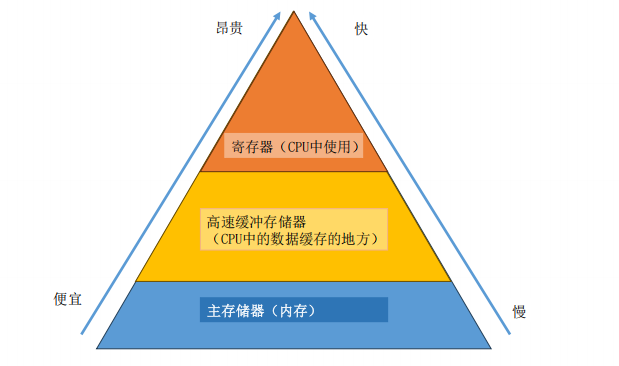 昂贵
快
寄存器（CPU中使用）
高速缓冲存储器
（CPU中的数据缓存的地方）
便宜
主存储器（内存）
慢